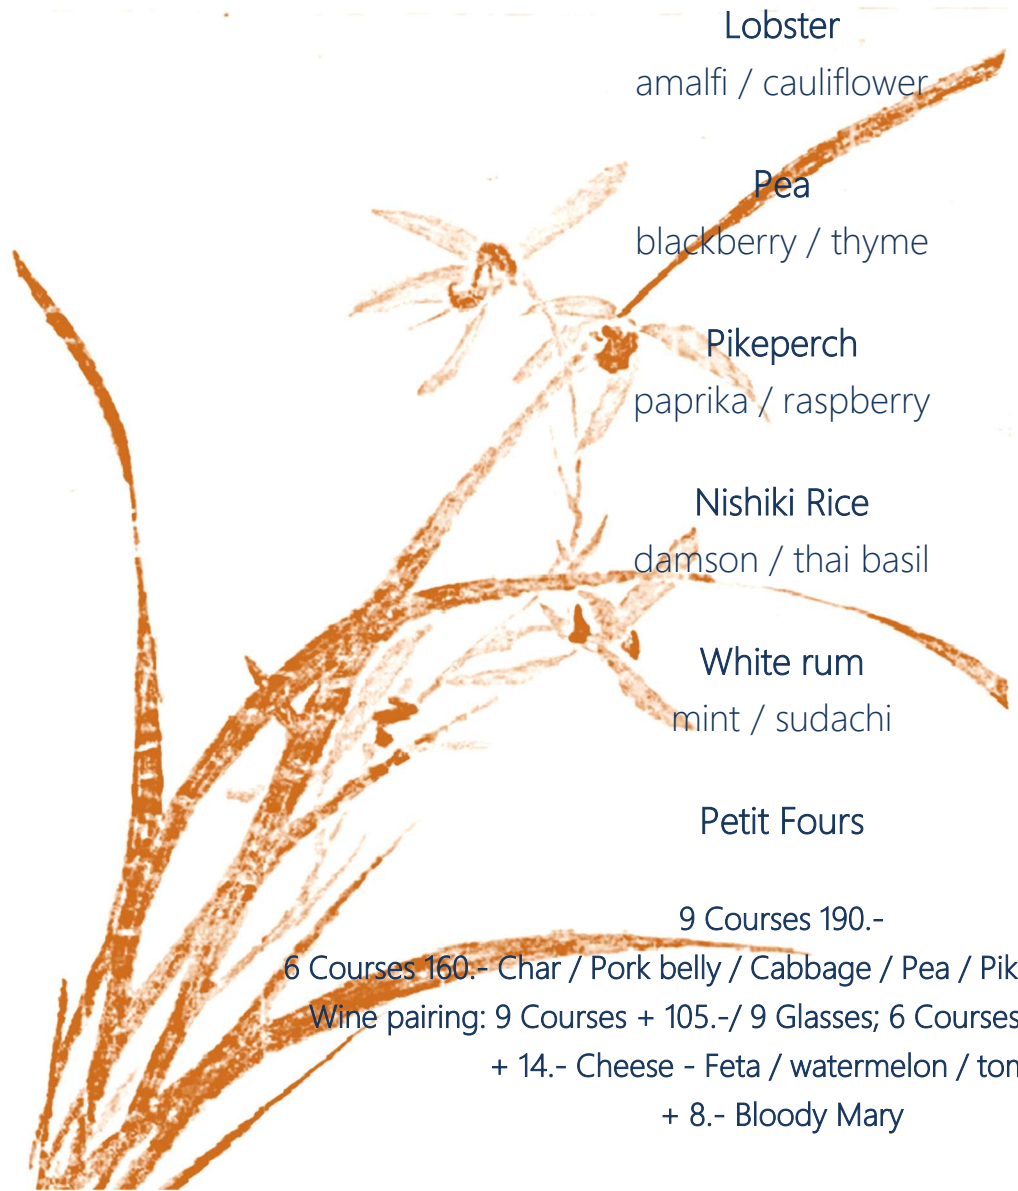 Lobster
amalfi / cauliflower
Pea
blackberry / thyme
Pikeperch
paprika / raspberry
Nishiki Rice
damson / thai basil
White rum
mint / sudachi
Petit Fours
9 Courses 190.-
6 Courses 160.- Char / Pork belly / Cabbage / Pea /
Wine pairing: 9 Courses + 105.-/ 9 Glasses; 6 Courses
+ 14.- Cheese - Feta / watermelon /
+ 8.- Bloody Mary